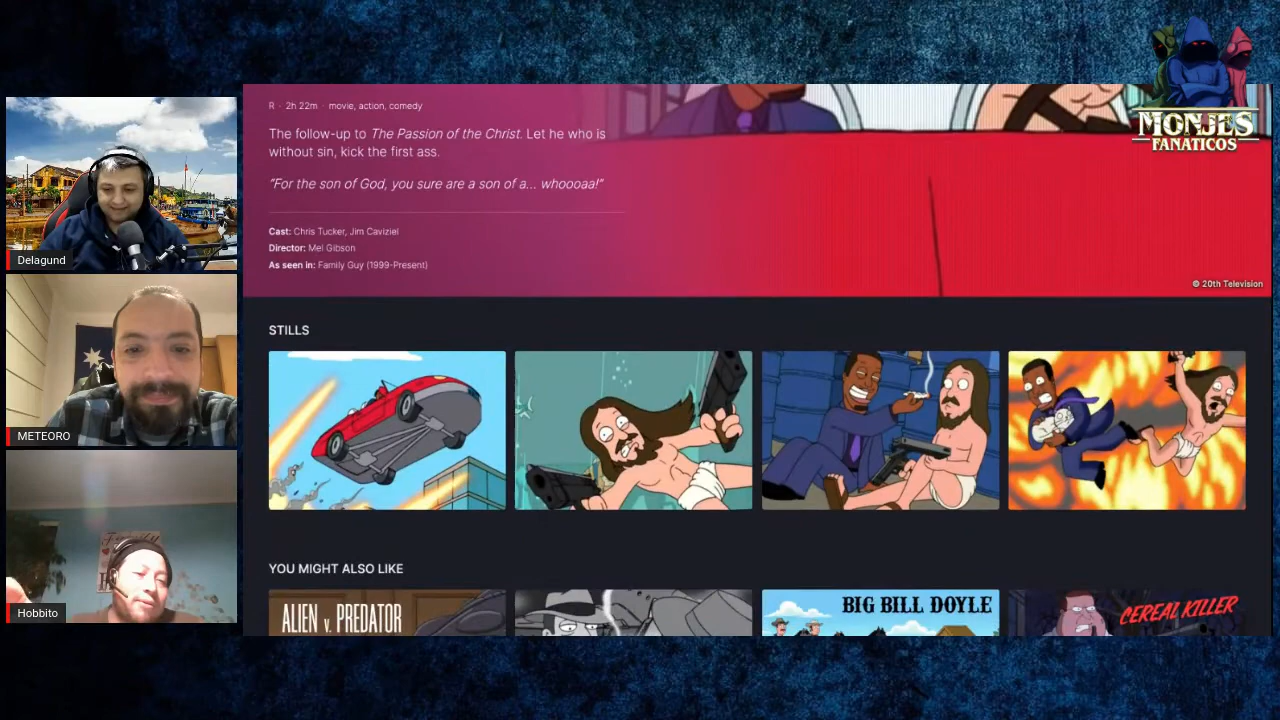 MONJES
FANATICOS
R · 2h 22m · movie, action, comedy
The follow-up to The Passion of the Christ. Let he who is
without sin, kick the first ass.
“For the son of God, you sure are a son of a... whoooaa!”
Cast: Chris Tucker, Jim Caviziel
Director: Mel Gibson
As seen in: Family Guy (1999-Present)
© 20th Television
Delagund
METEORO
Hobbito
STILLS
YOU MIGHT ALSO LIKE
ALIEN v. PREDATOR
BIG BILL DOYLE
CEREAL KILLER